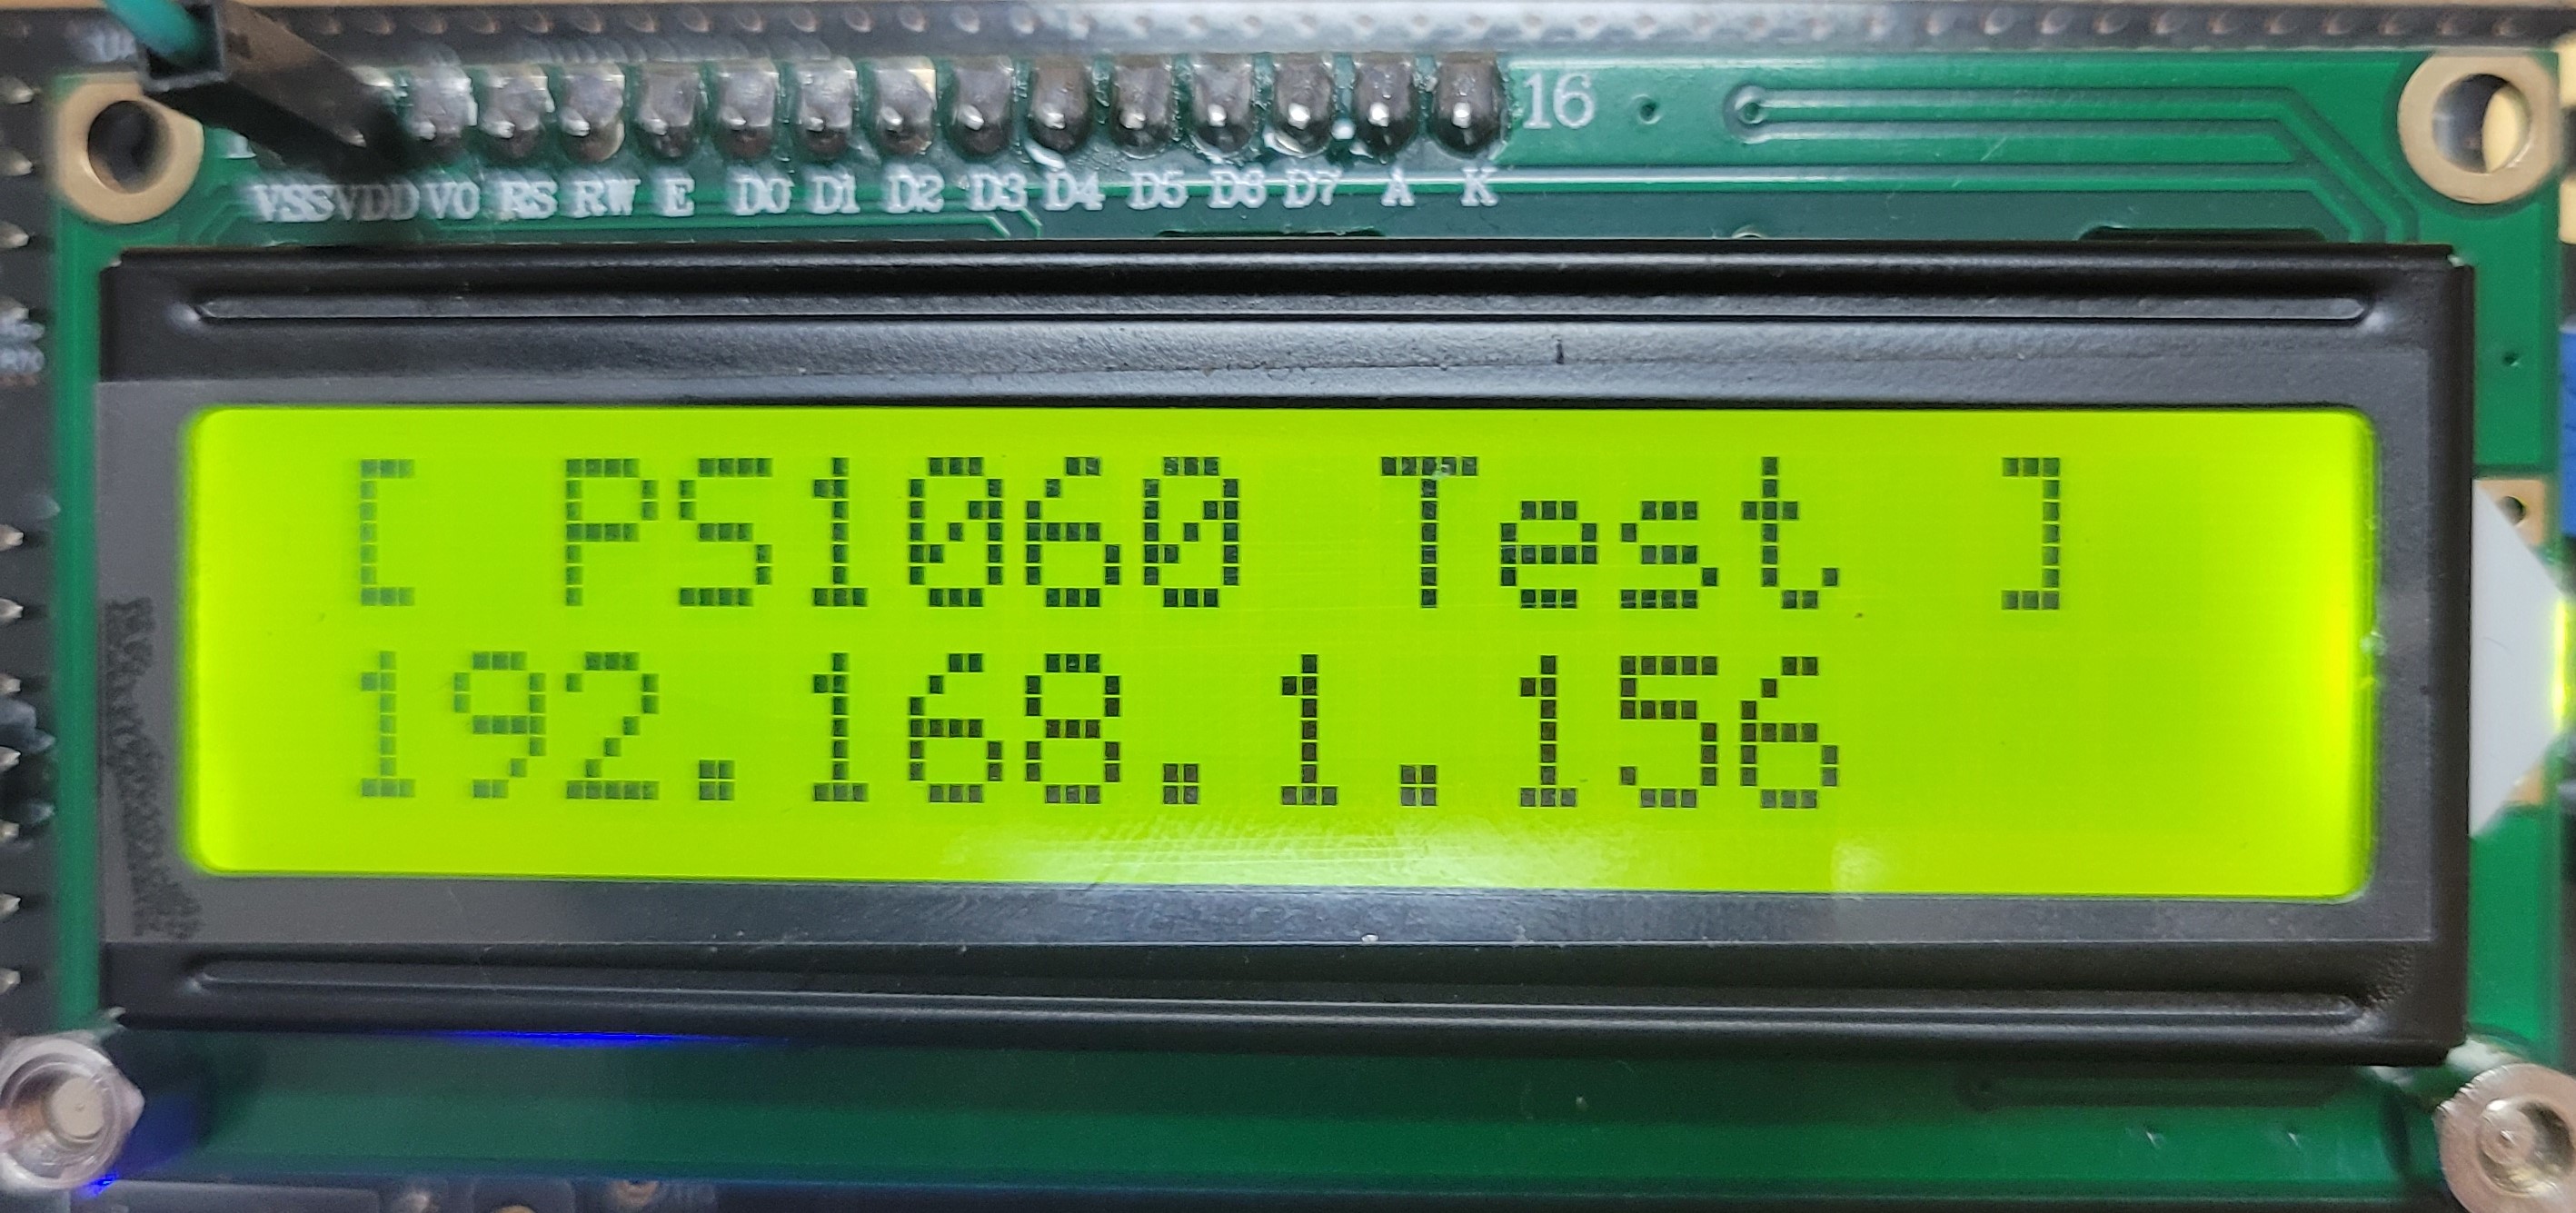 16
VSS VDD V0 RS RW E D0 D1 D2 D3 D4 D5 D6 D7 A K
[ PS1060 Test ]
192.168.1.156